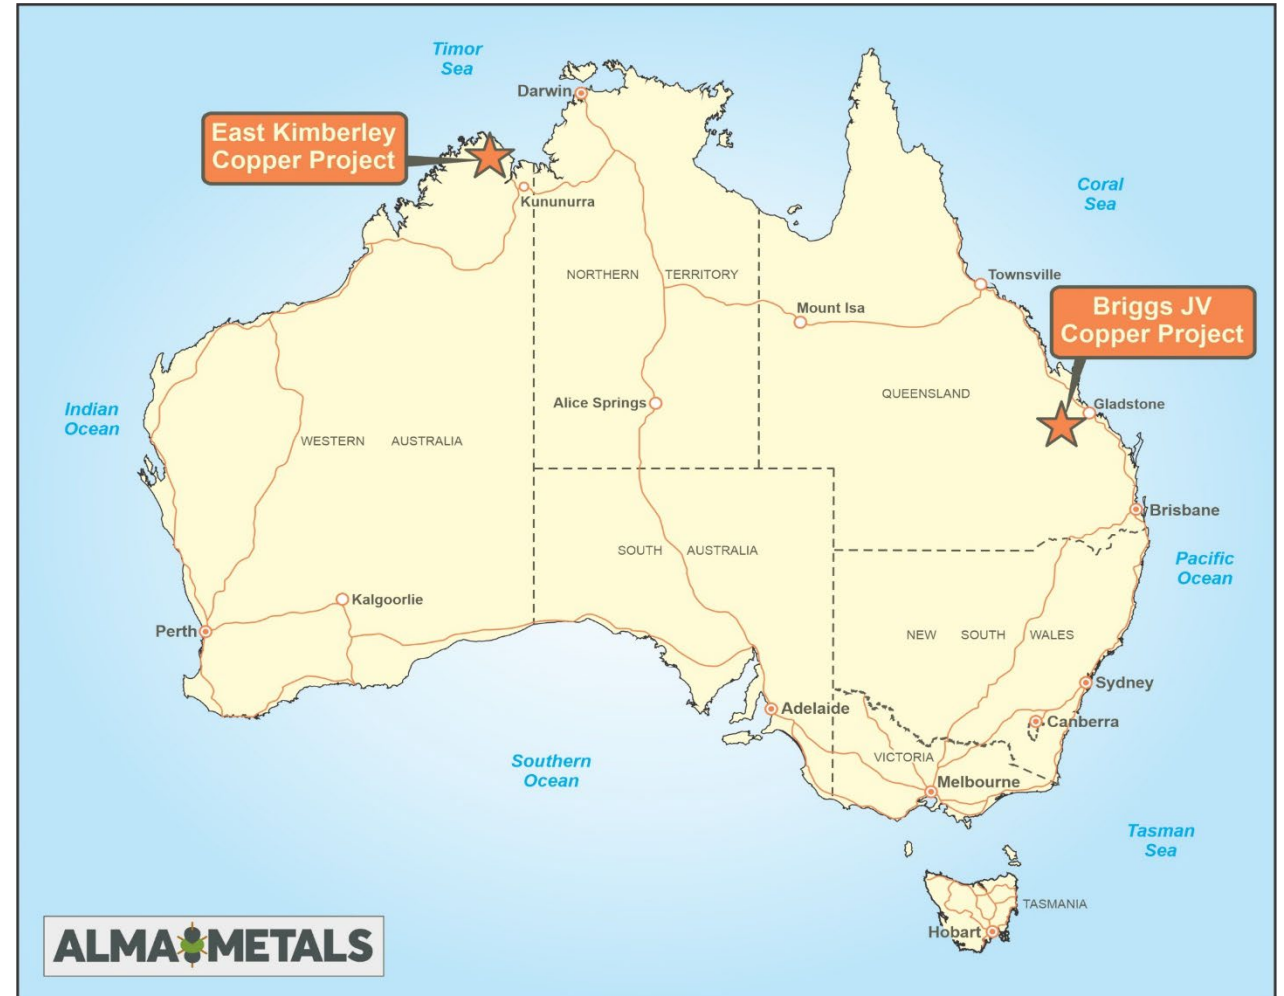 Timor
Sea
Darwin
East Kimberley
Copper Project
Kununurra
Coral
Sea
NORTHERN TERRITORY
Townsville
Mount Isa
Briggs JV
Copper Project
QUEENSLAND
Gladstone
Alice Springs
Indian
Ocean
WESTERN AUSTRALIA
Brisbane
SOUTH AUSTRALIA
Pacific
Ocean
Kalgoorlie
Perth
NEW SOUTH WALES
Sydney
Adelaide
Canberra
VICTORIA
Southern
Ocean
Melbourne
Tasman
Sea
TASMANIA
Hobart
ALMA METALS